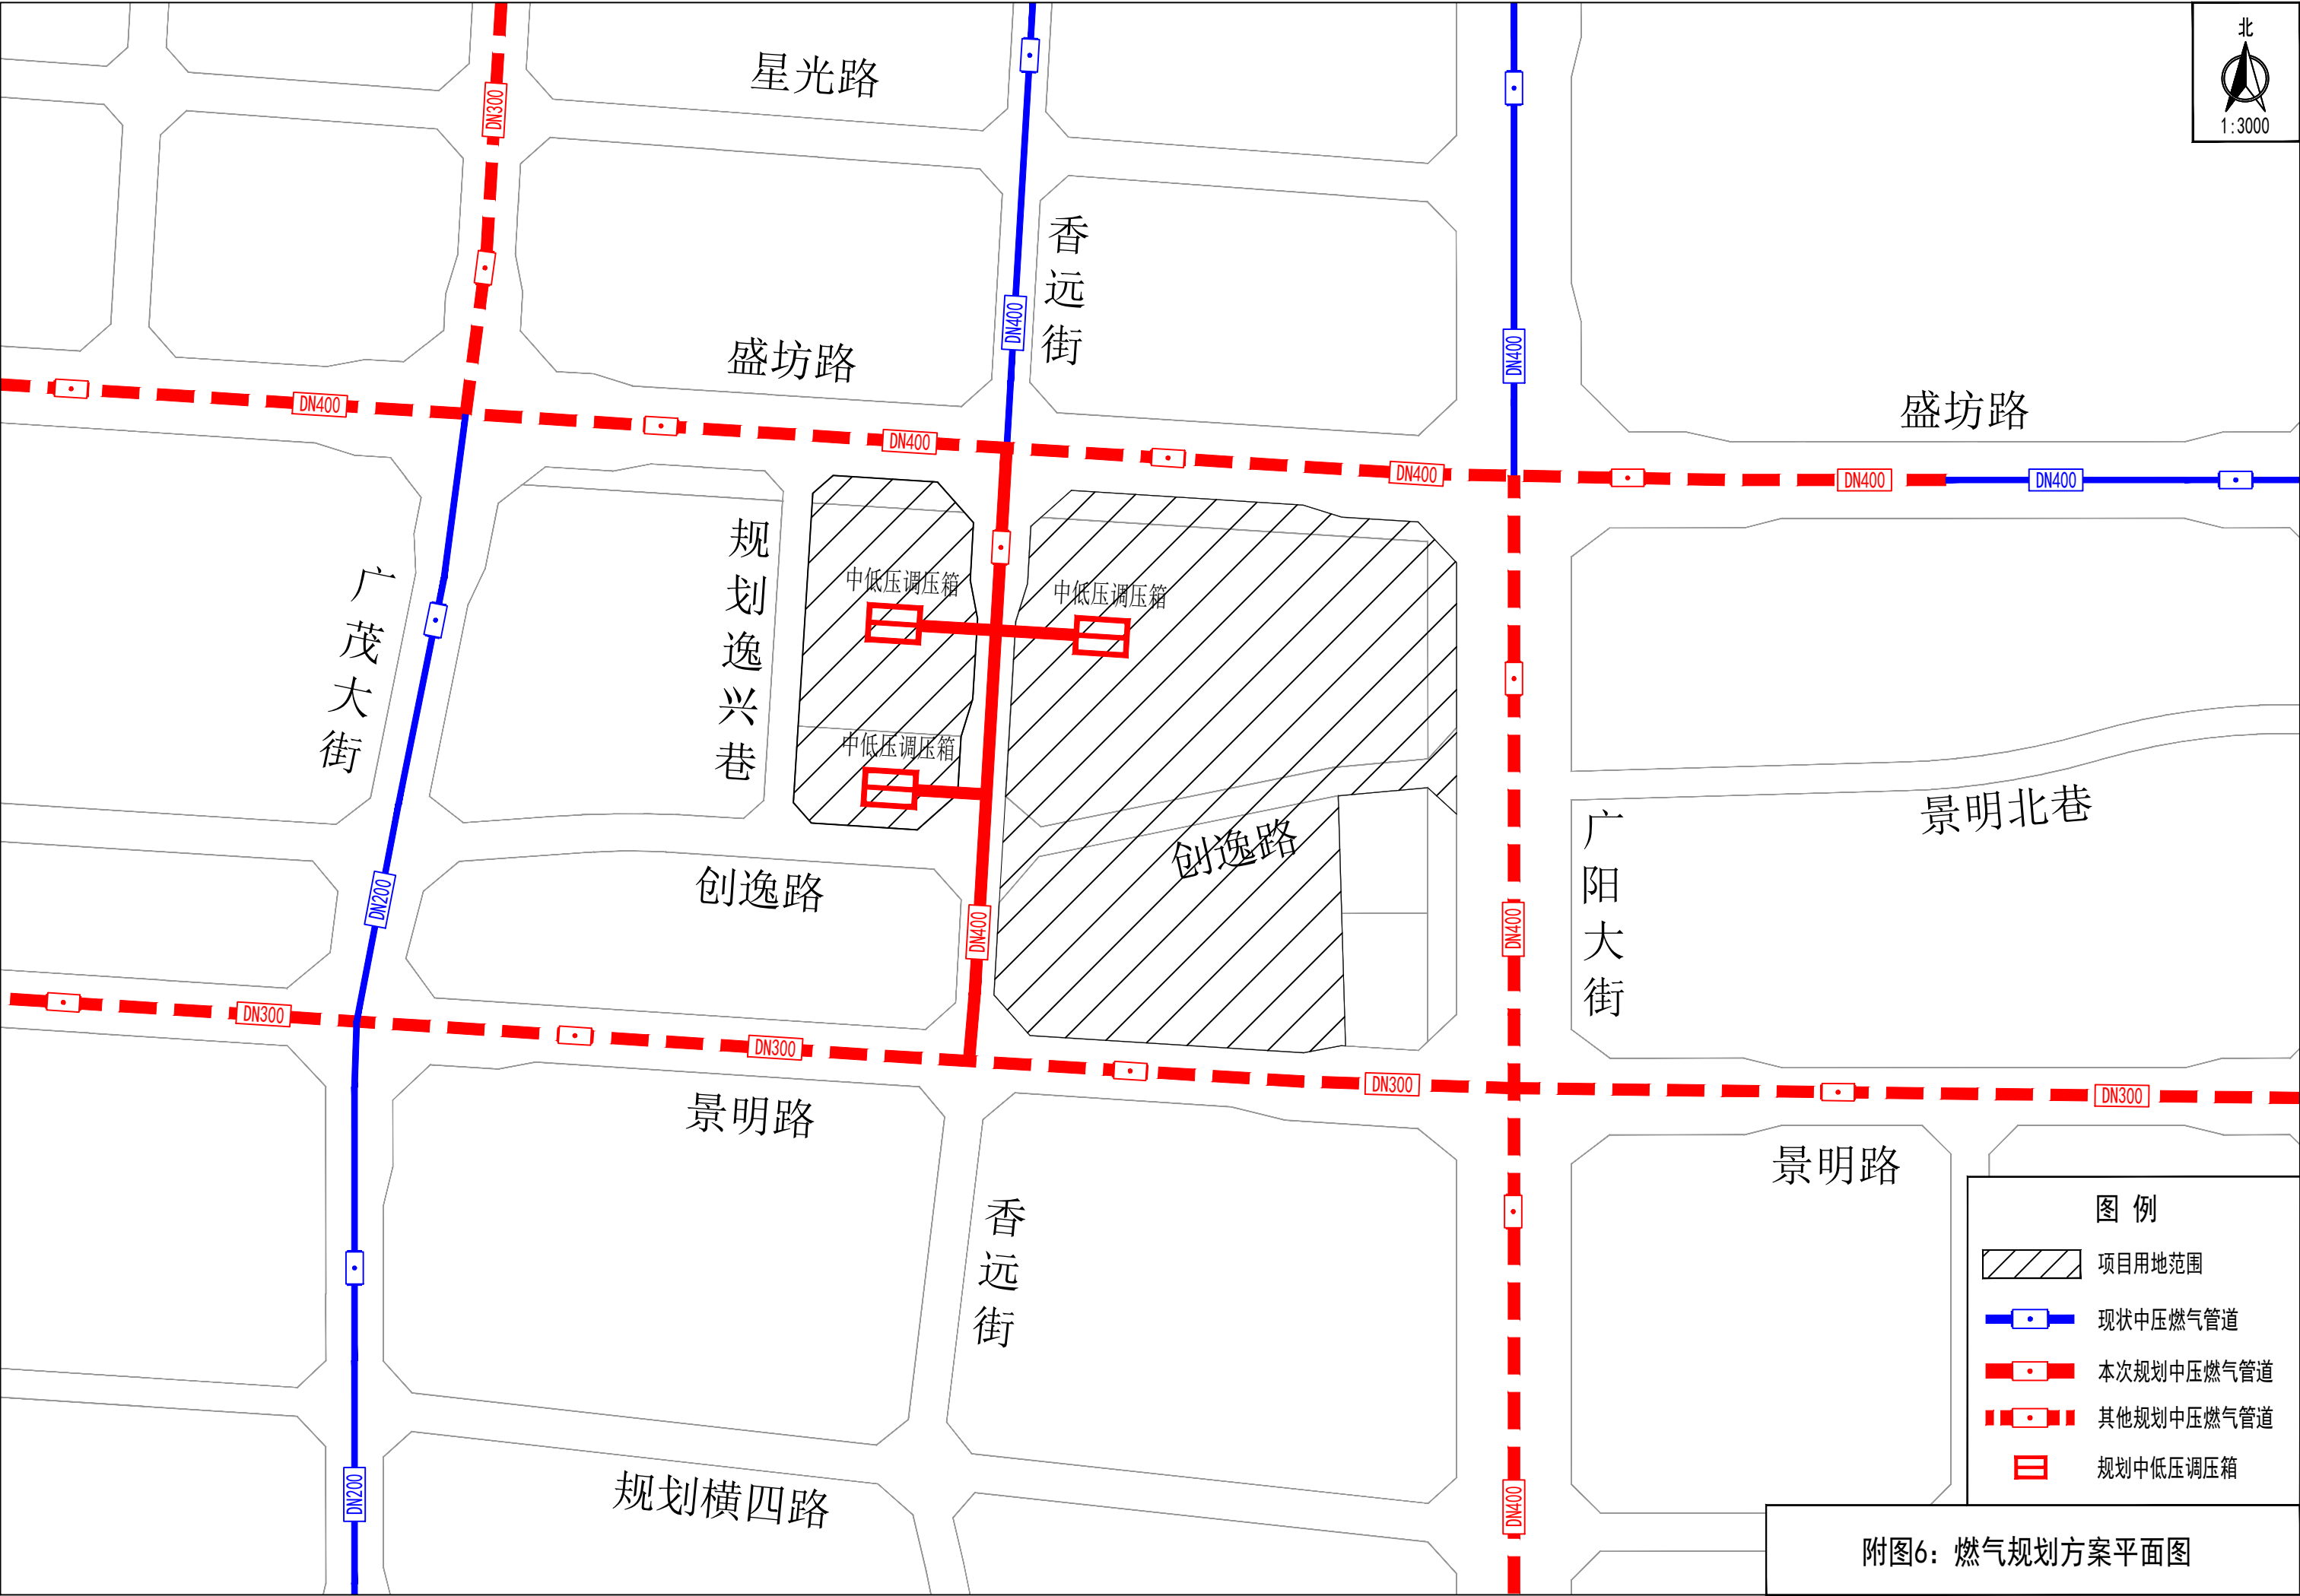 北
1:3000
星光路
DN300
香远街
DN400
DN400
盛坊路
盛坊路
DN400
DN400
DN400
DN400
DN400
规划逸兴巷
广茂大街
中低压调压箱
中低压调压箱
中低压调压箱
景明北巷
创逸路
创逸路
广阳大街
DN200
DN400
DN400
DN300
DN300
DN300
DN300
景明路
景明路
香远街
规划横四路
DN200
DN400
图 例
项目用地范围
现状中压燃气管道
本次规划中压燃气管道
其他规划中压燃气管道
规划中低压调压箱
附图6：燃气规划方案平面图